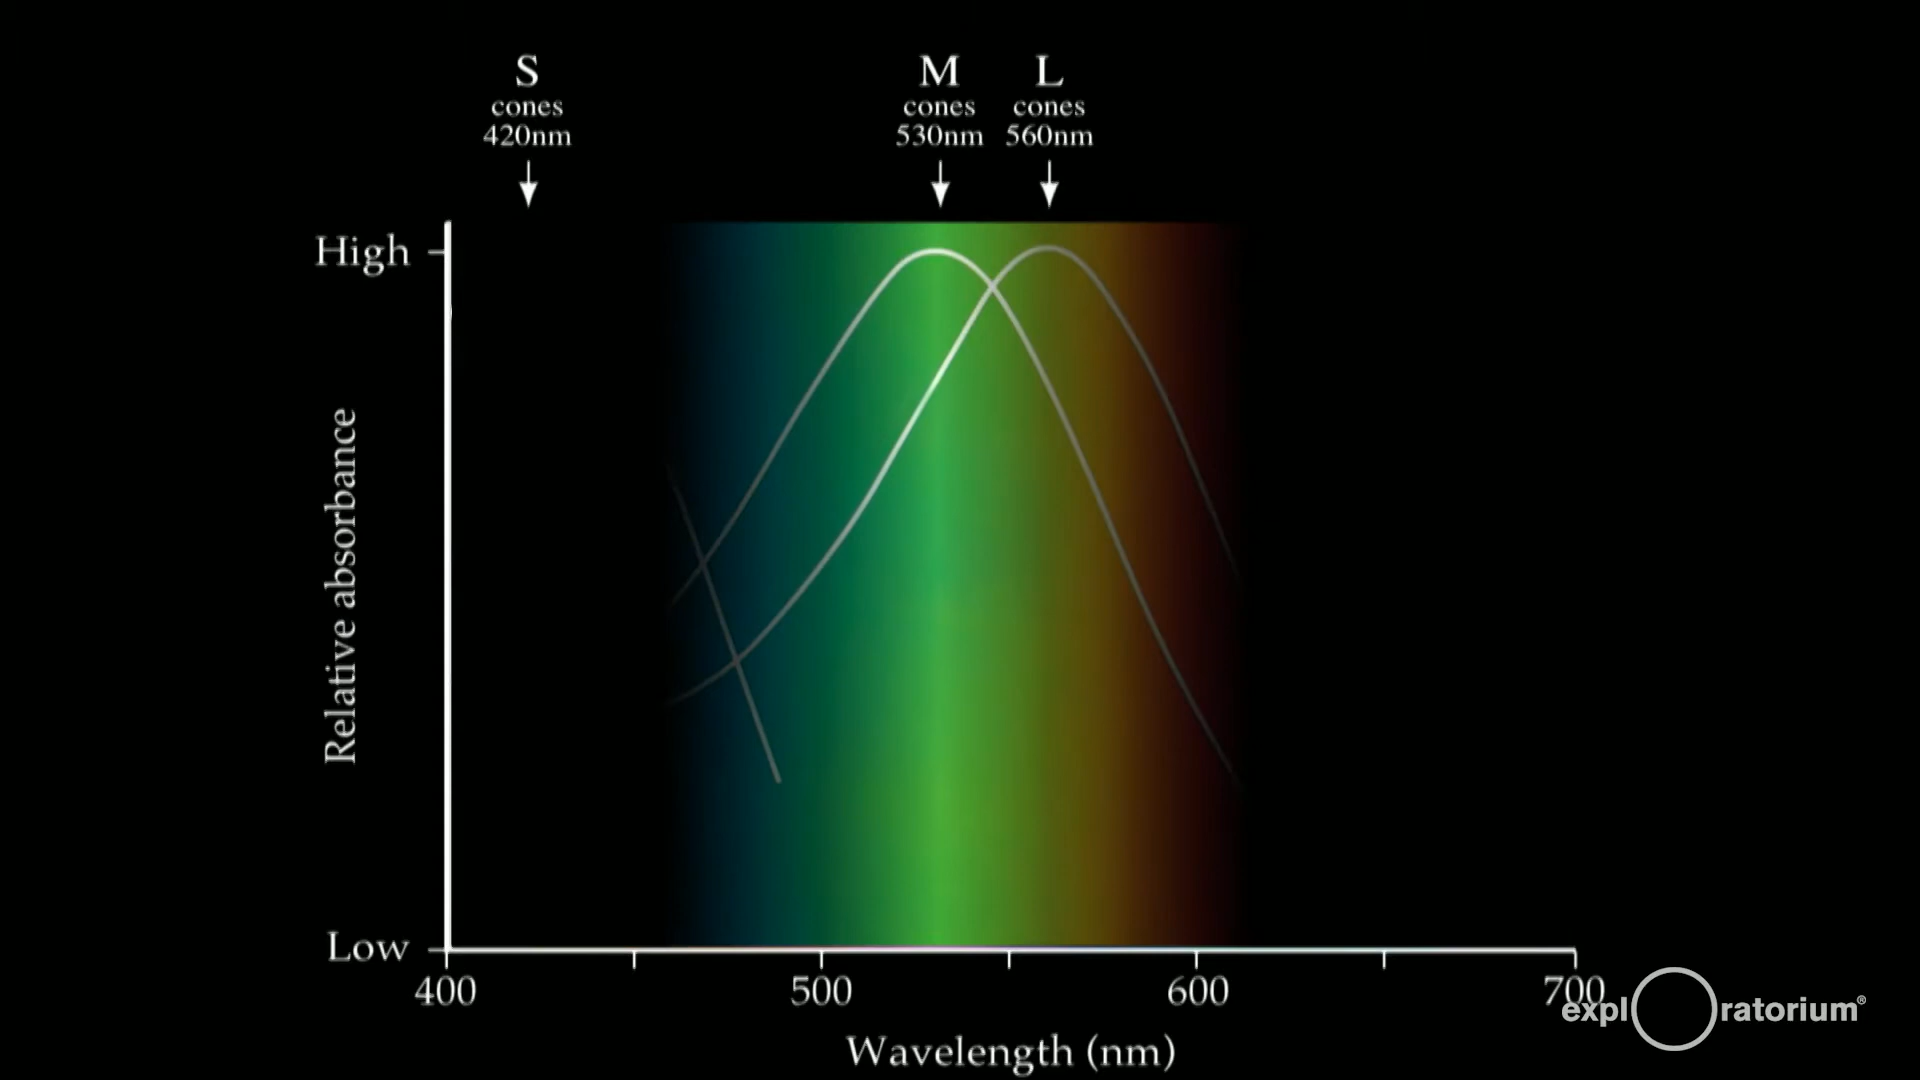 S
cones
420nm
M
cones
530nm
L
cones
560nm
High
Relative absorbance
Low
400
500
600
700
Wavelength (nm)
expl ratorium®